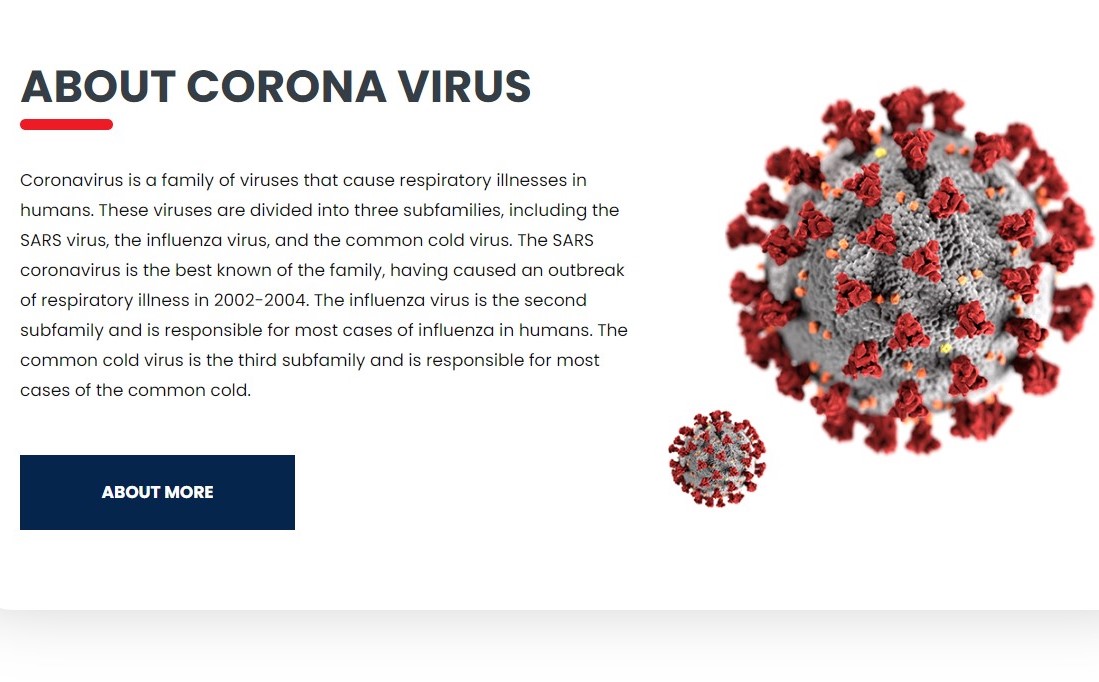 ABOUT CORONA VIRUS
Coronavirus is a family of viruses that cause respiratory illnesses in
humans. These viruses are divided into three subfamilies, including the
SARS virus, the influenza virus, and the common cold virus. The SARS
coronavirus is the best known of the family, having caused an outbreak
of respiratory illness in 2002-2004. The influenza virus is the second
subfamily and is responsible for most cases of influenza in humans. The
common cold virus is the third subfamily and is responsible for most
cases of the common cold.
ABOUT MORE